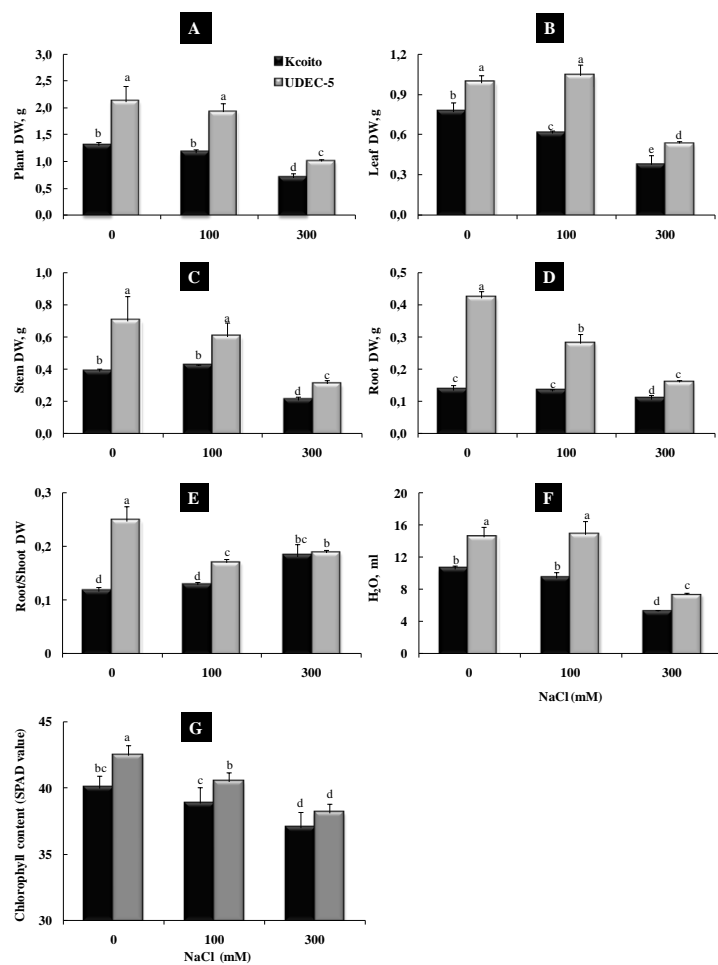 A
Plant DW, g
3,0
2,5
2,0
1,5
1,0
0,5
0,0
Kcoito
UDEC-5
b
a
b
a
d
c
0
100
300
B
Leaf DW, g
1,2
0,9
0,6
0,3
0,0
b
a
c
a
e
d
0
100
300
C
Stem DW, g
1,0
0,8
0,6
0,4
0,2
0,0
b
a
b
a
d
c
0
100
300
D
Root DW, g
0,5
0,4
0,3
0,2
0,1
0,0
c
a
c
b
d
c
0
100
300
E
Root/Shoot DW
0,3
0,2
0,1
0
d
a
d
c
bc
b
0
100
300
F
H₂O, ml
20
16
12
8
4
0
b
a
b
a
d
c
0
100
300
NaCl (mM)
G
Chlorophyll content (SPAD value)
45
40
35
30
bc
a
c
b
d
d
0
100
300
NaCl (mM)